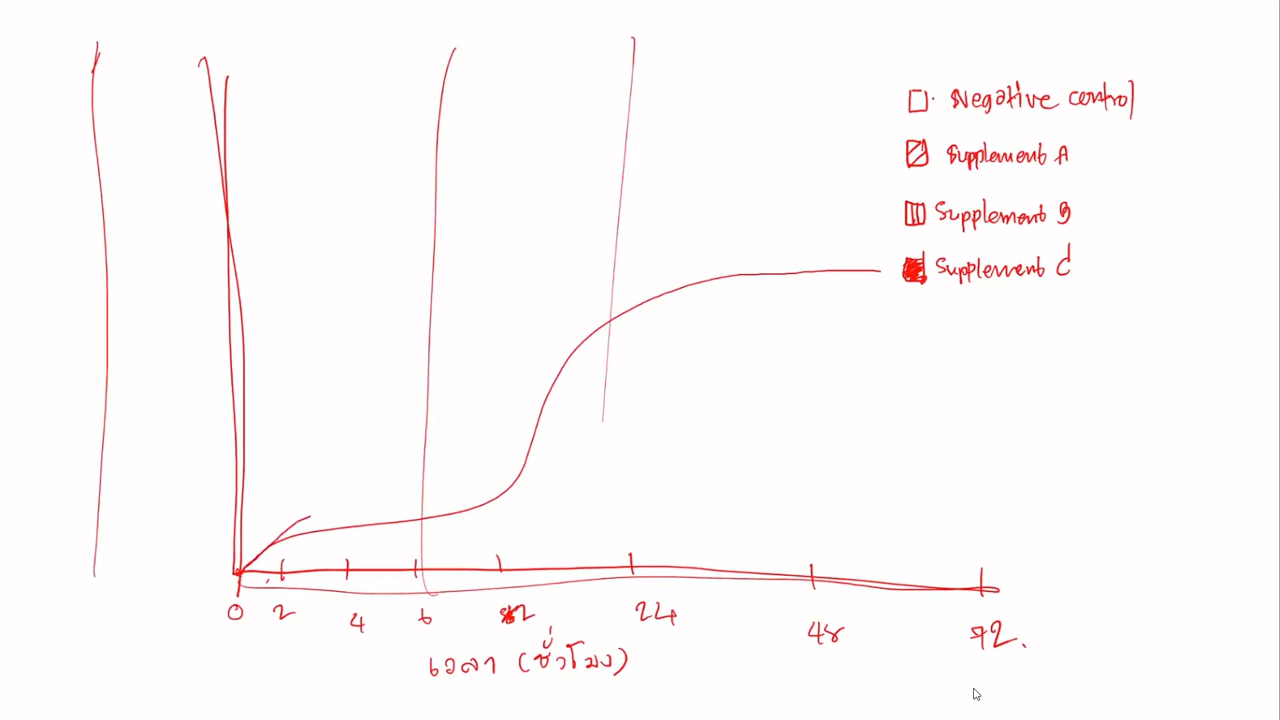 Negative control
Supplement A
Supplement B
Supplement C
0 2 4 6 12 24 48 72.
เวลา (ชั่วโมง)